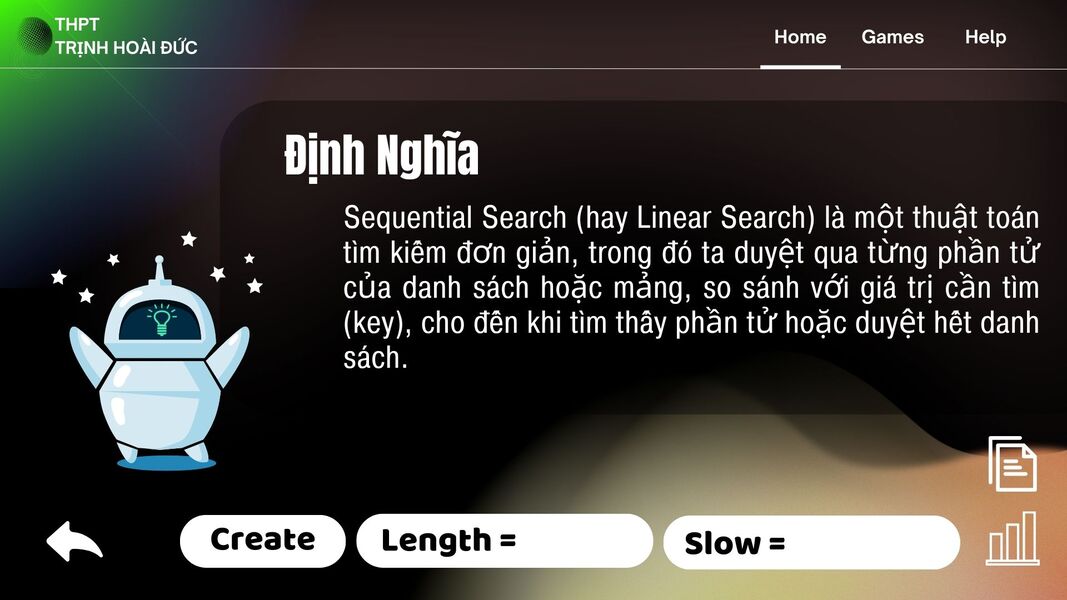 THPT
TRỊNH HOÀI ĐỨC
Home
Games
Help
Định Nghĩa
Sequential Search (hay Linear Search) là một thuật toán
tìm kiếm đơn giản, trong đó ta duyệt qua từng phần tử
của danh sách hoặc mảng, so sánh với giá trị cần tìm
(key), cho đến khi tìm thấy phần tử hoặc duyệt hết danh
sách.
Create
Length =
Slow =